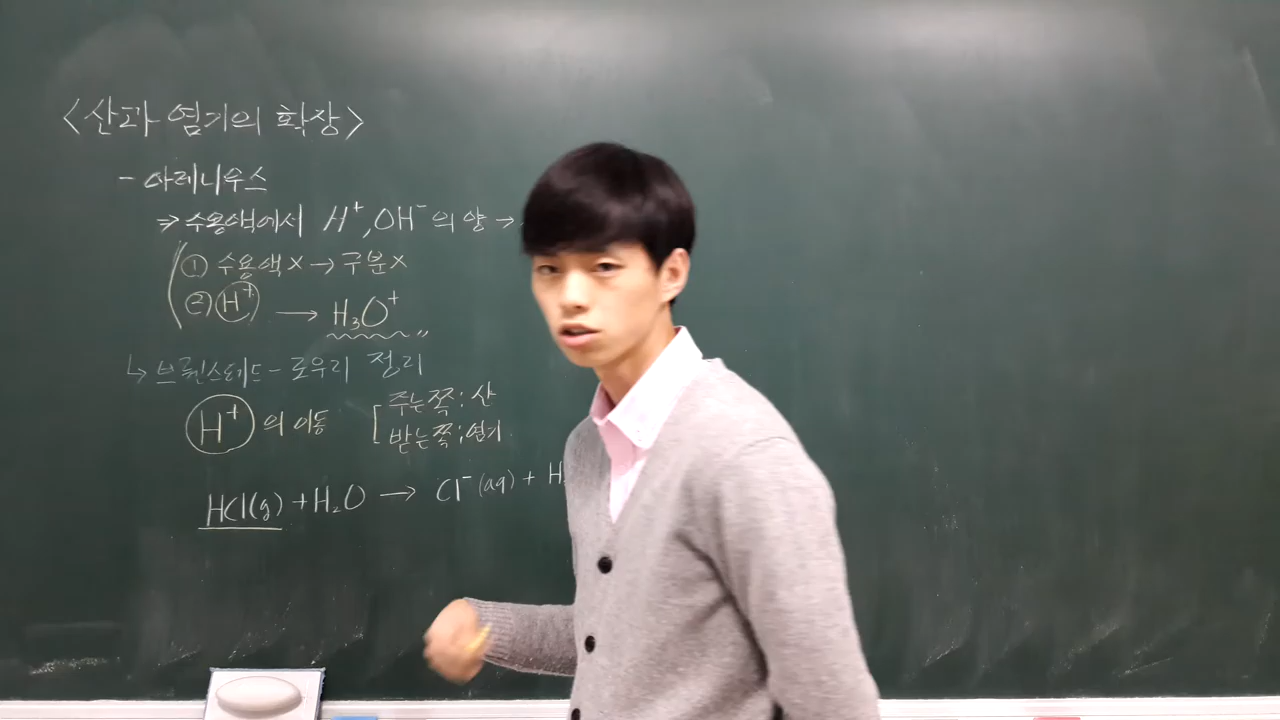 <산과 염기의 확장>
- 아레니우스
⇒ 수용액에서 H⁺, OH⁻의 양 →
① 수용액X → 구분X
② H⁺ → H₃O⁺
↳ 브뢴스테드-로우리 정리
H⁺의 이동
주는쪽: 산
받는쪽: 염기
HCl(g) + H₂O → Cl⁻(aq) + H